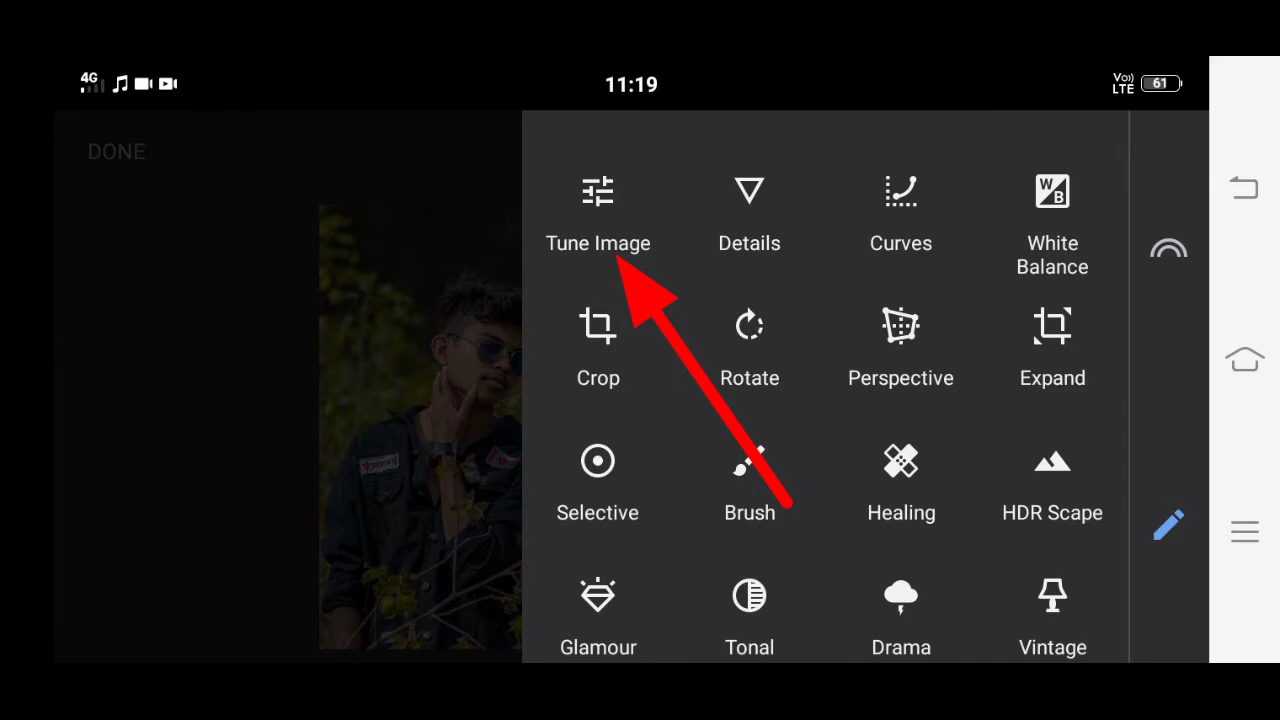 4G
11:19
Vo))
LTE
61
DONE
Tune Image
Details
Curves
White
Balance
W
B
Crop
Rotate
Perspective
Expand
Selective
Brush
Healing
HDR Scape
Glamour
Tonal
Drama
Vintage